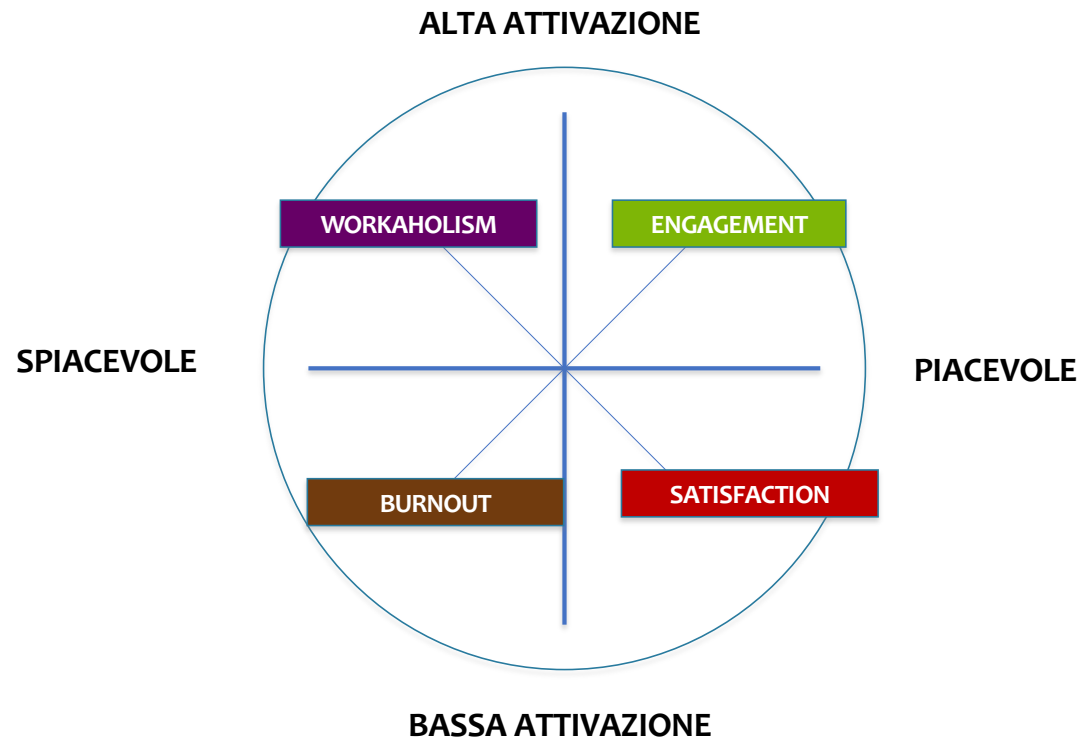 ALTA ATTIVAZIONE
WORKAHOLISM
ENGAGEMENT
SPIACEVOLE
PIACEVOLE
BURNOUT
SATISFACTION
BASSA ATTIVAZIONE